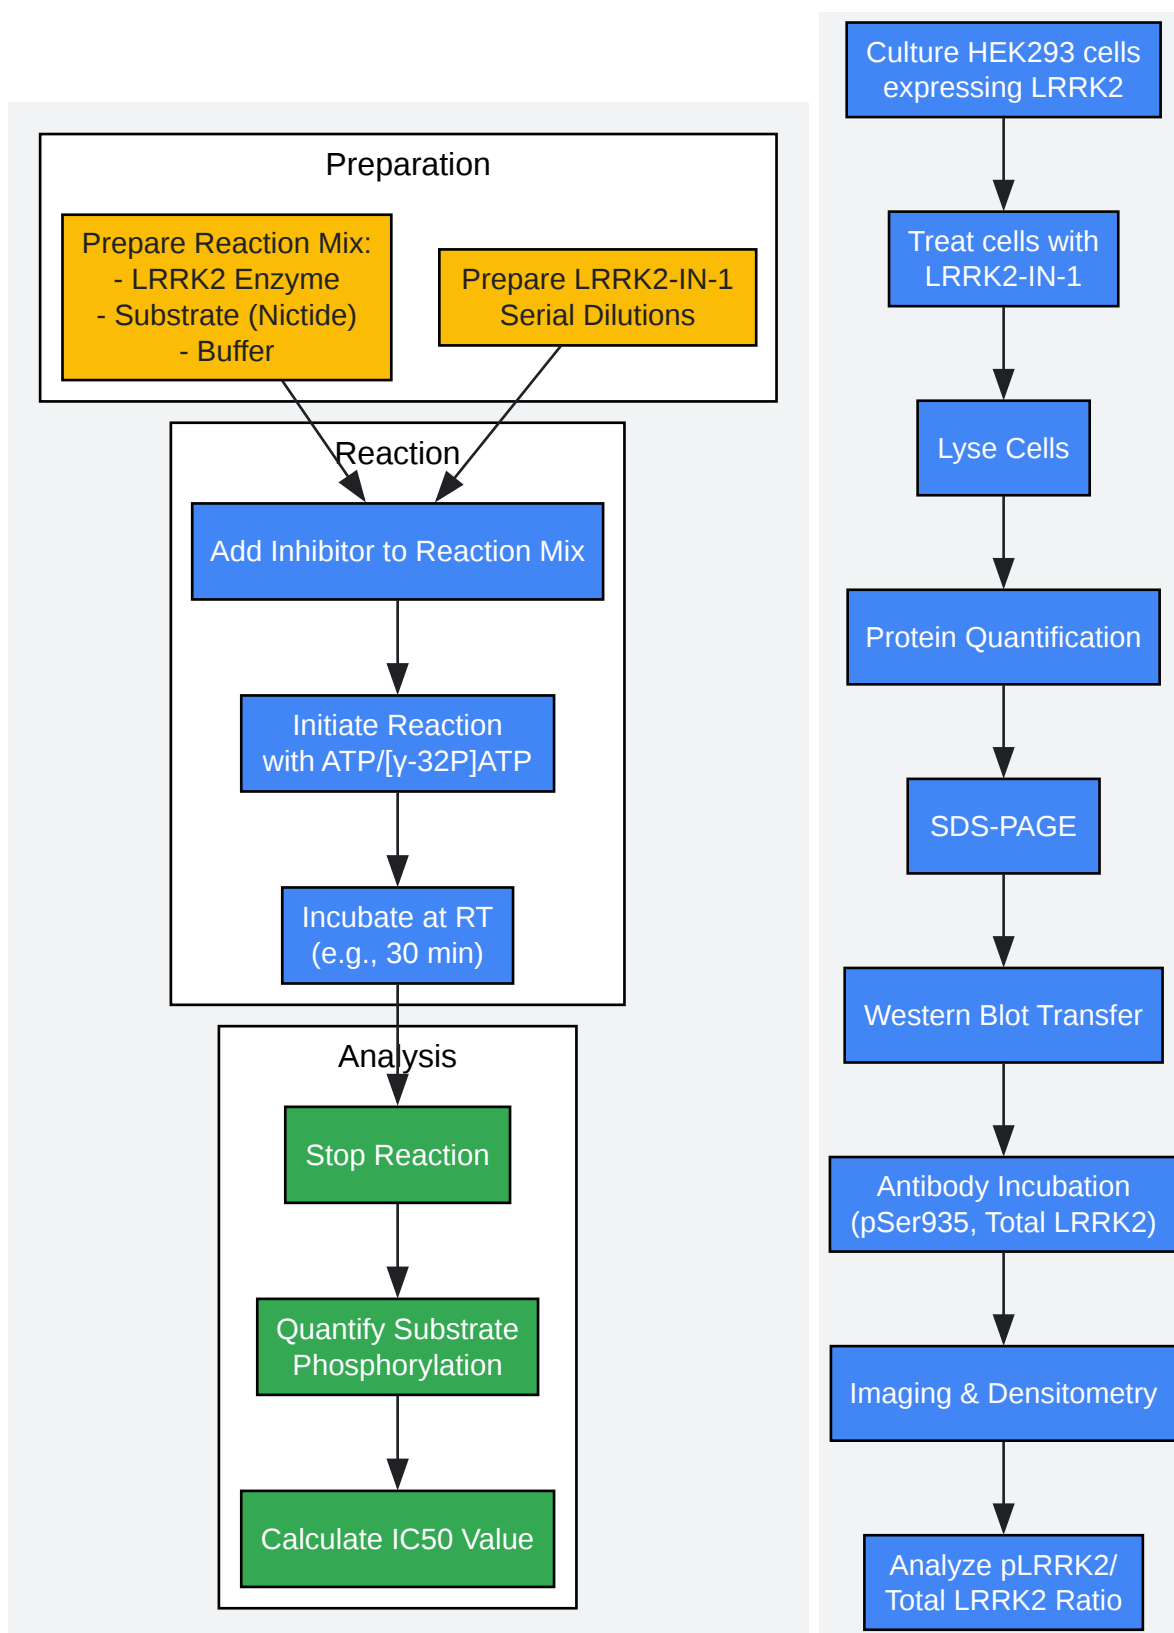 Preparation
Prepare Reaction Mix:
- LRRK2 Enzyme
- Substrate (Nictide)
- Buffer
Prepare LRRK2-IN-1
Serial Dilutions
Reaction
Add Inhibitor to Reaction Mix
Initiate Reaction
with ATP/[γ-32P]ATP
Incubate at RT
(e.g., 30 min)
Analysis
Stop Reaction
Quantify Substrate
Phosphorylation
Calculate IC50 Value
Culture HEK293 cells
expressing LRRK2
Treat cells with
LRRK2-IN-1
Lyse Cells
Protein Quantification
SDS-PAGE
Western Blot Transfer
Antibody Incubation
(pSer935, Total LRRK2)
Imaging & Densitometry
Analyze pLRRK2/
Total LRRK2 Ratio